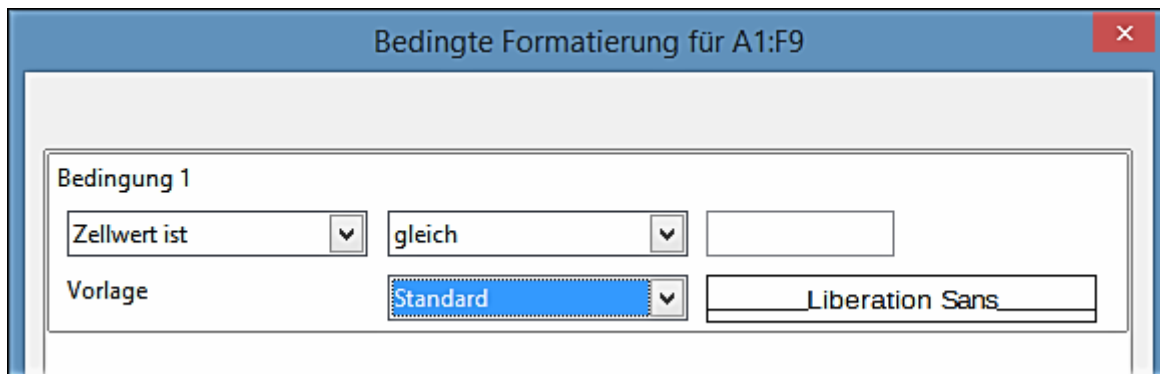 Bedingte Formatierung für A1:F9
Bedingung 1
Zellwert ist gleich
Vorlage Standard Liberation Sans